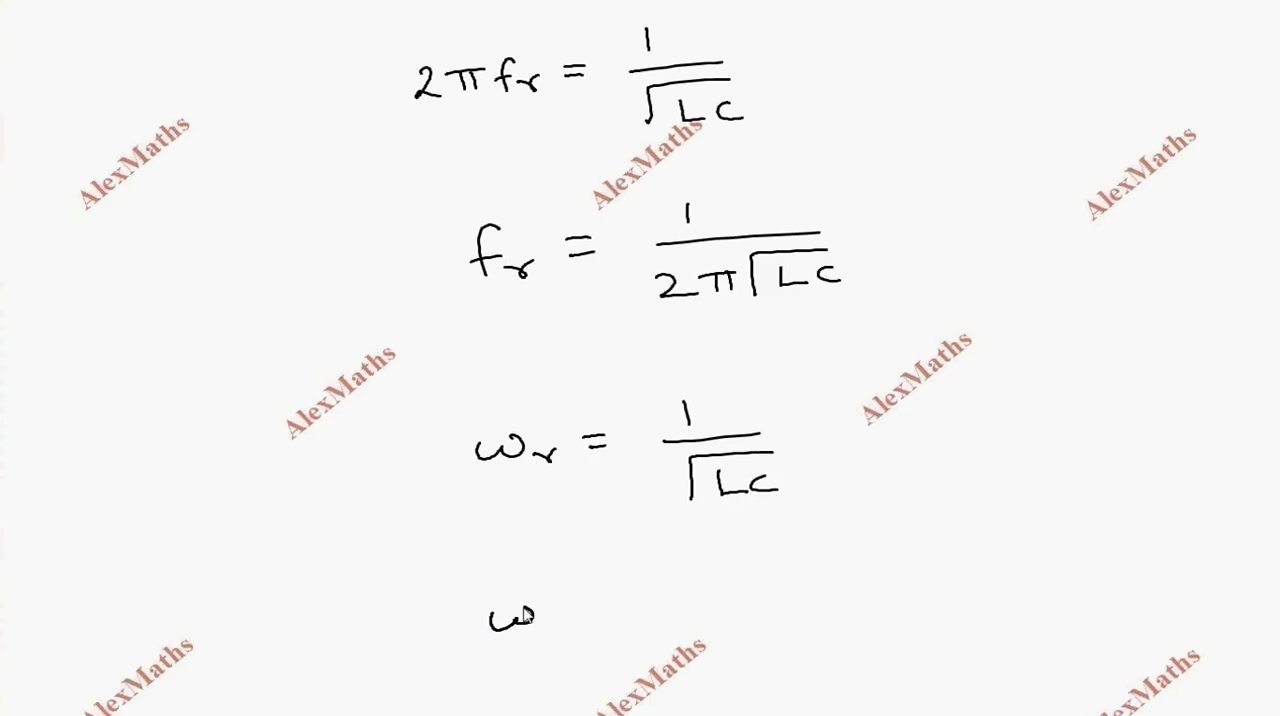 2πfr = 1/√LC
AlexMaths AlexMaths AlexMaths
fr = 1/2π√LC
AlexMaths AlexMaths
ωr = 1/√LC
ω
AlexMaths AlexMaths AlexMaths